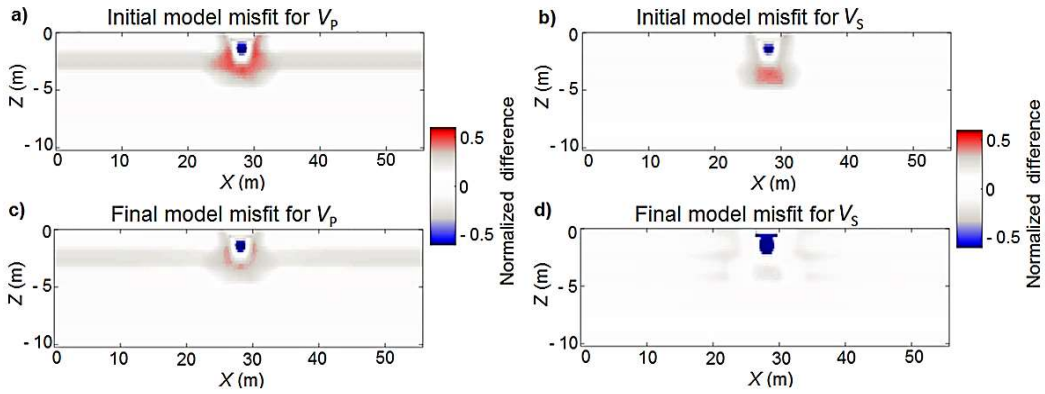 a) Initial model misfit for VP
0
- 5
- 10
Z (m)
0 10 20 30 40 50
X (m)
b) Initial model misfit for VS
0
- 5
- 10
Z (m)
0 10 20 30 40 50
X (m)
0.5
0
- 0.5
Normalized difference
0.5
0
- 0.5
Normalized difference
c) Final model misfit for VP
0
- 5
- 10
Z (m)
0 10 20 30 40 50
X (m)
d) Final model misfit for VS
0
- 5
- 10
Z (m)
0 10 20 30 40 50
X (m)